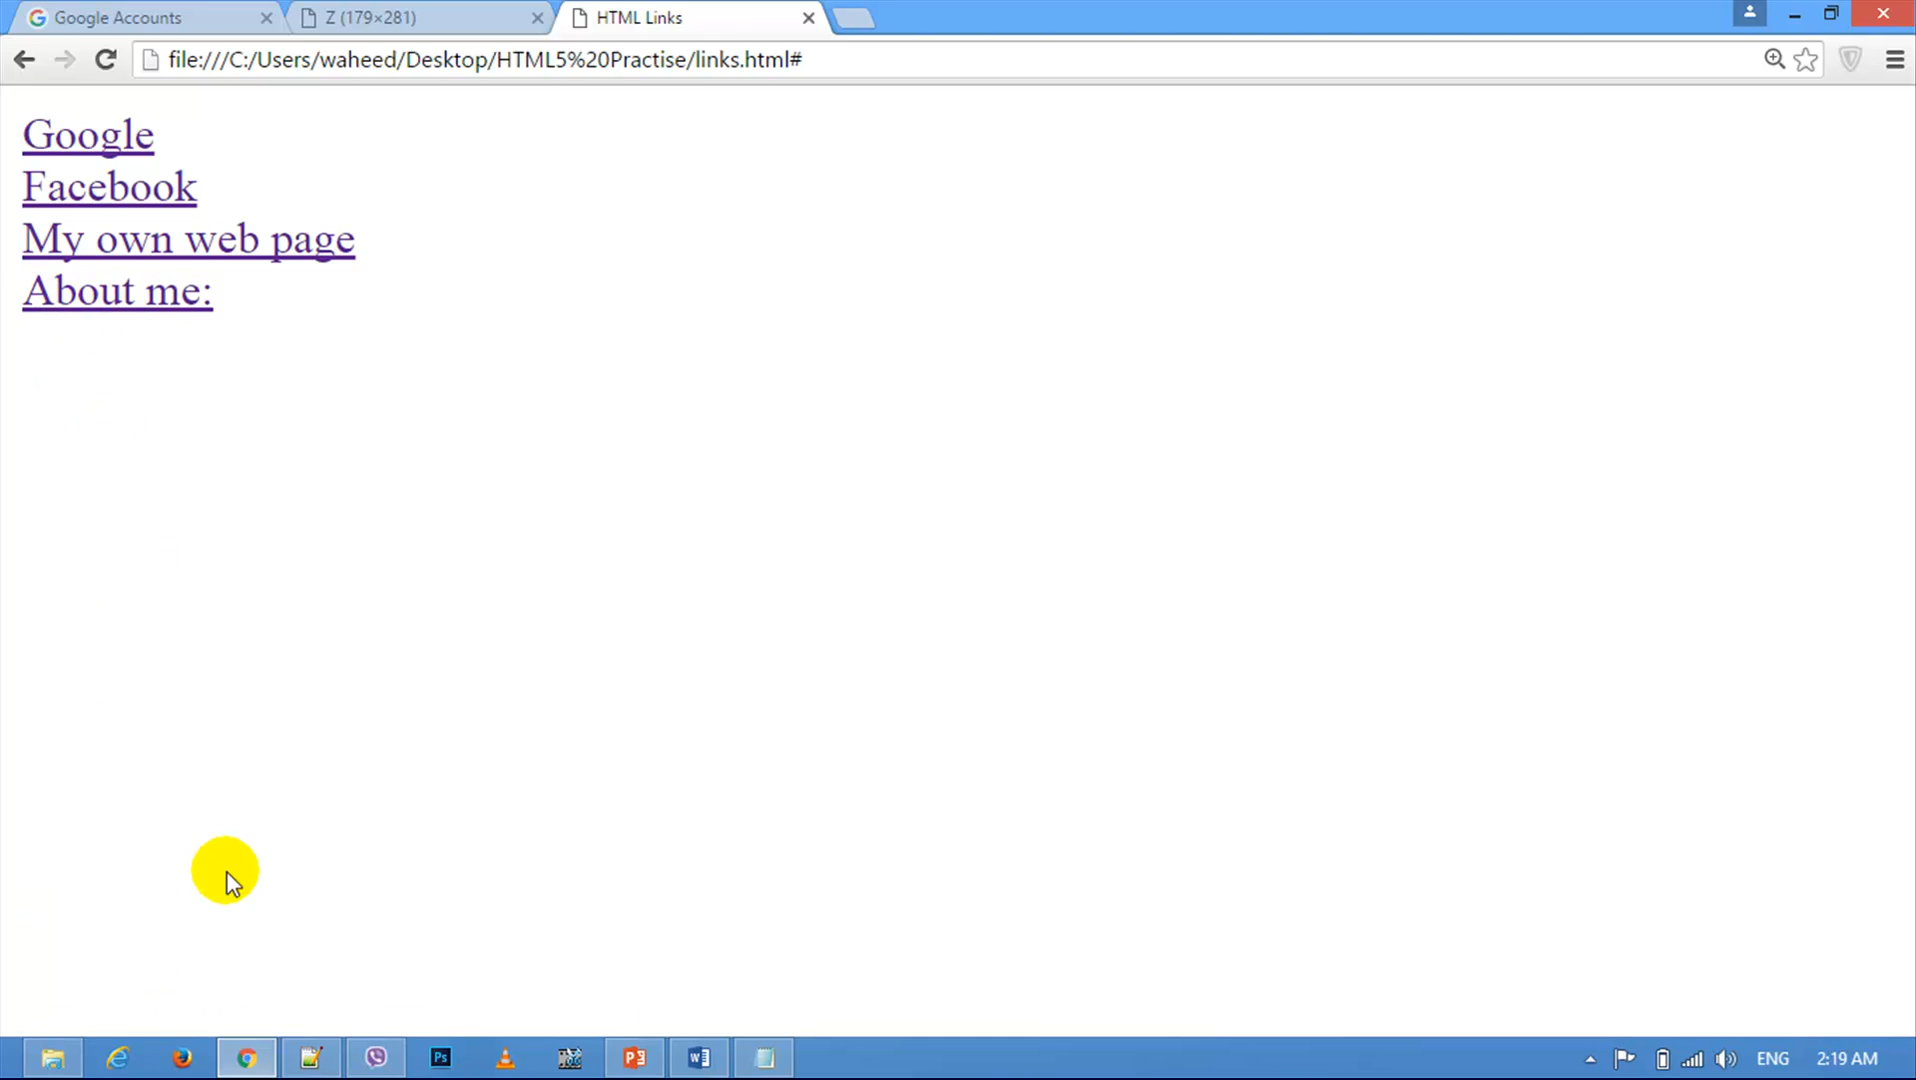 Google Accounts
Z (179×281)
HTML Links
file:///C:/Users/waheed/Desktop/HTML5%20Practise/links.html#
Google
Facebook
My own web page
About me:
Ps
ENG
2:19 AM